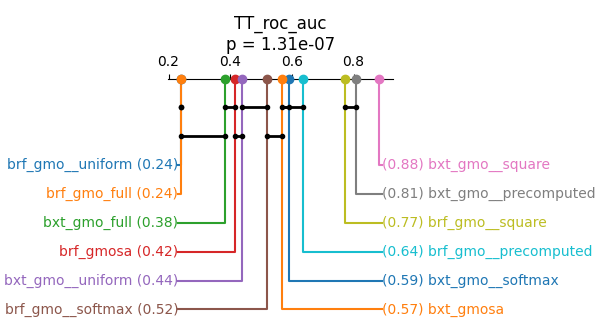 TT_roc_auc
p = 1.31e-07
0.2 0.4 0.6 0.8
brf_gmo__uniform (0.24)
(0.88) bxt_gmo__square
brf_gmo_full (0.24)
(0.81) bxt_gmo__precomputed
bxt_gmo_full (0.38)
(0.77) brf_gmo__square
brf_gmosa (0.42)
(0.64) brf_gmo__precomputed
bxt_gmo__uniform (0.44)
(0.59) bxt_gmo__softmax
brf_gmo__softmax (0.52)
(0.57) bxt_gmosa